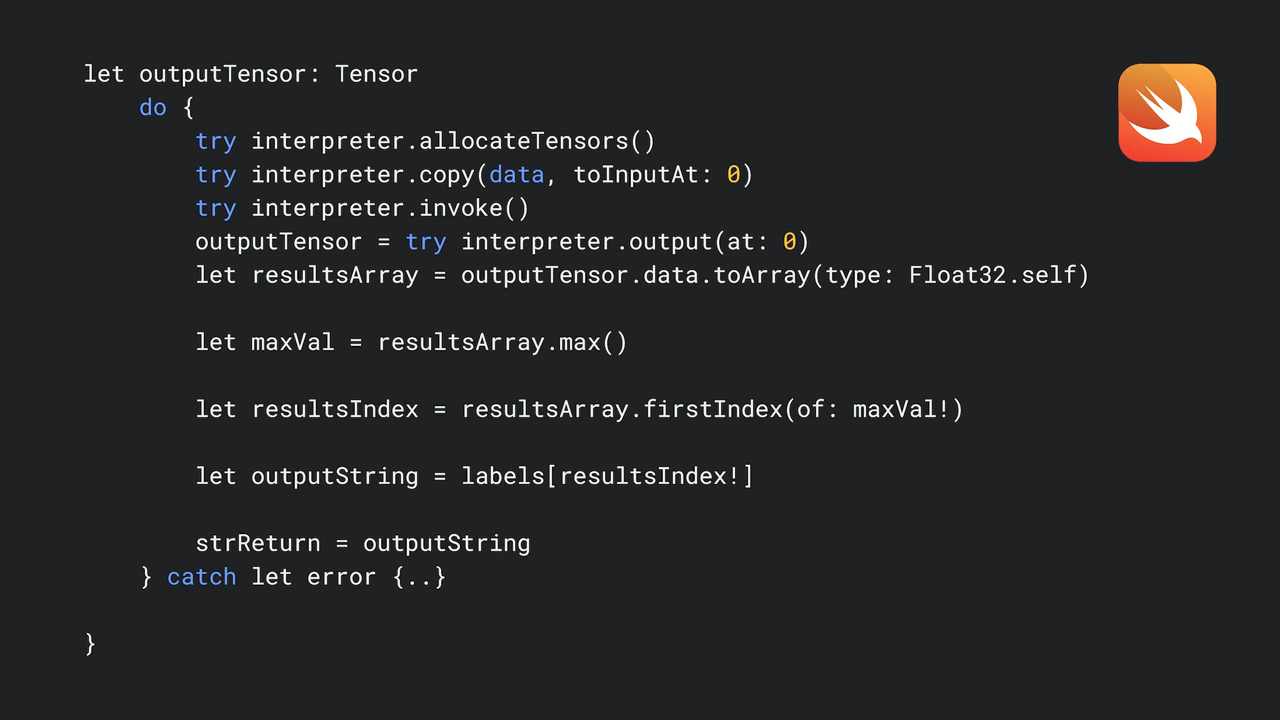 let outputTensor: Tensor
do {
try interpreter.allocateTensors()
try interpreter.copy(data, toInputAt: 0)
try interpreter.invoke()
outputTensor = try interpreter.output(at: 0)
let resultsArray = outputTensor.data.toArray(type: Float32.self)
let maxVal = resultsArray.max()
let resultsIndex = resultsArray.firstIndex(of: maxVal!)
let outputString = labels[resultsIndex!]
strReturn = outputString
} catch let error {..}
}